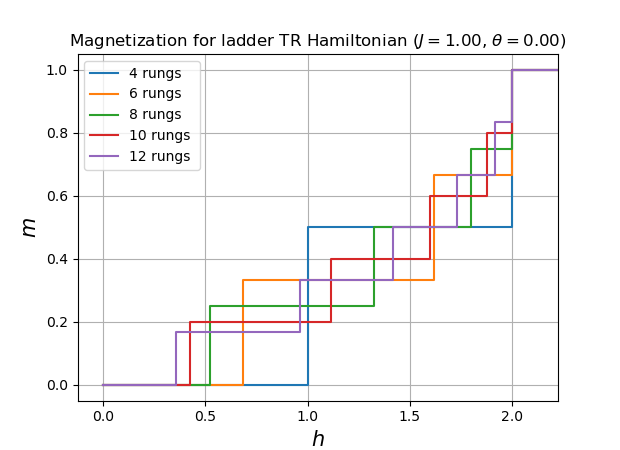 Magnetization for ladder TR Hamiltonian (J = 1.00, θ = 0.00)
4 rungs
6 rungs
8 rungs
10 rungs
12 rungs
1.0
0.8
0.6
0.4
0.2
0.0
m
0.0 0.5 1.0 1.5 2.0
h